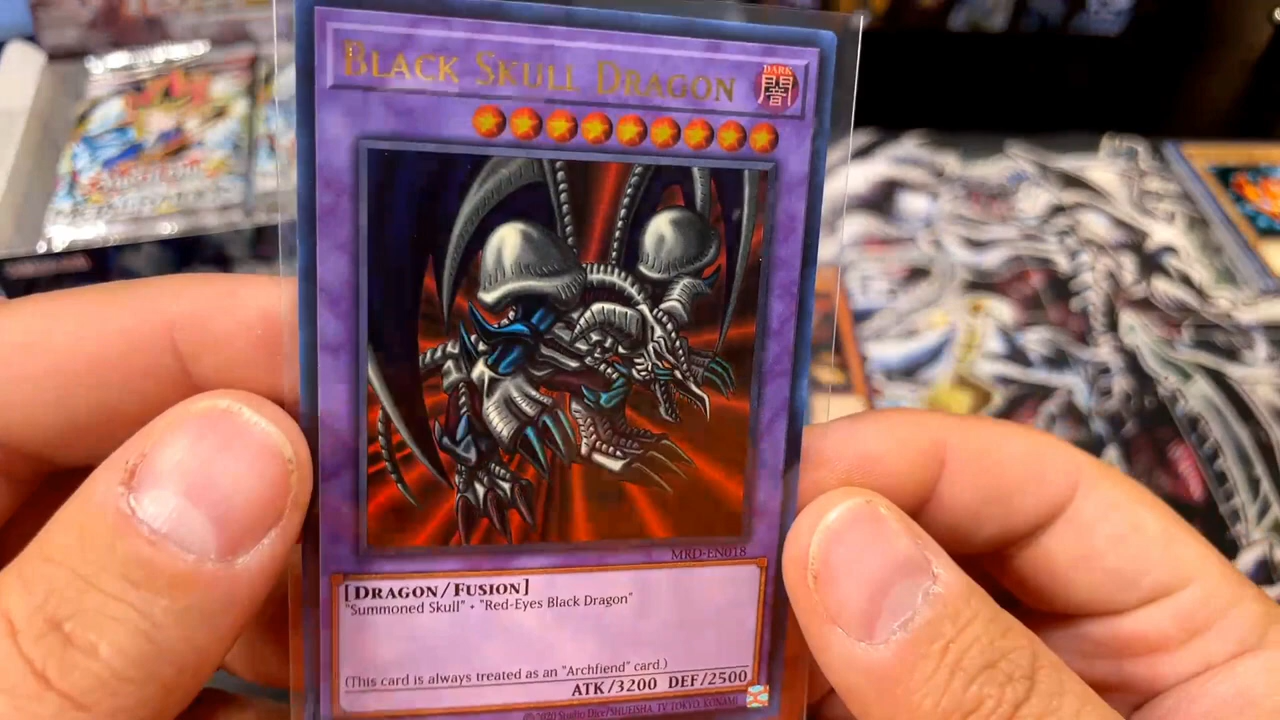 BLACK SKULL DRAGON
DARK
闇
MRD-EN018
[DRAGON/FUSION]
"Summoned Skull" + "Red-Eyes Black Dragon"
(This card is always treated as an "Archfiend" card.)
ATK/3200 DEF/2500
© 2020 Studio Dice/SHUEISHA, TV TOKYO, KONAMI